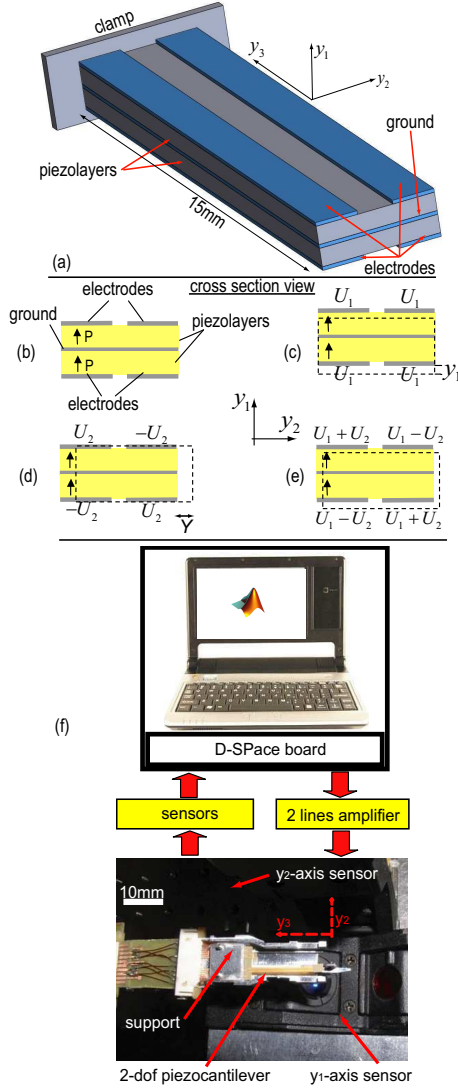 clamp
y3
y1
y2
ground
piezolayers
15mm
electrodes
(a)
cross section view
electrodes
ground
P
P
piezolayers
(b)
electrodes
U1 U1
(c)
U1 U1
y1
y1
y2
U2 −U2
(d)
−U2 U2
Y
U1 + U2 U1 − U2
(e)
U1 − U2 U1 + U2
(f)
D-SPace board
sensors
2 lines amplifier
y2-axis sensor
10mm
y3
y2
support
2-dof piezocantilever
y1-axis sensor